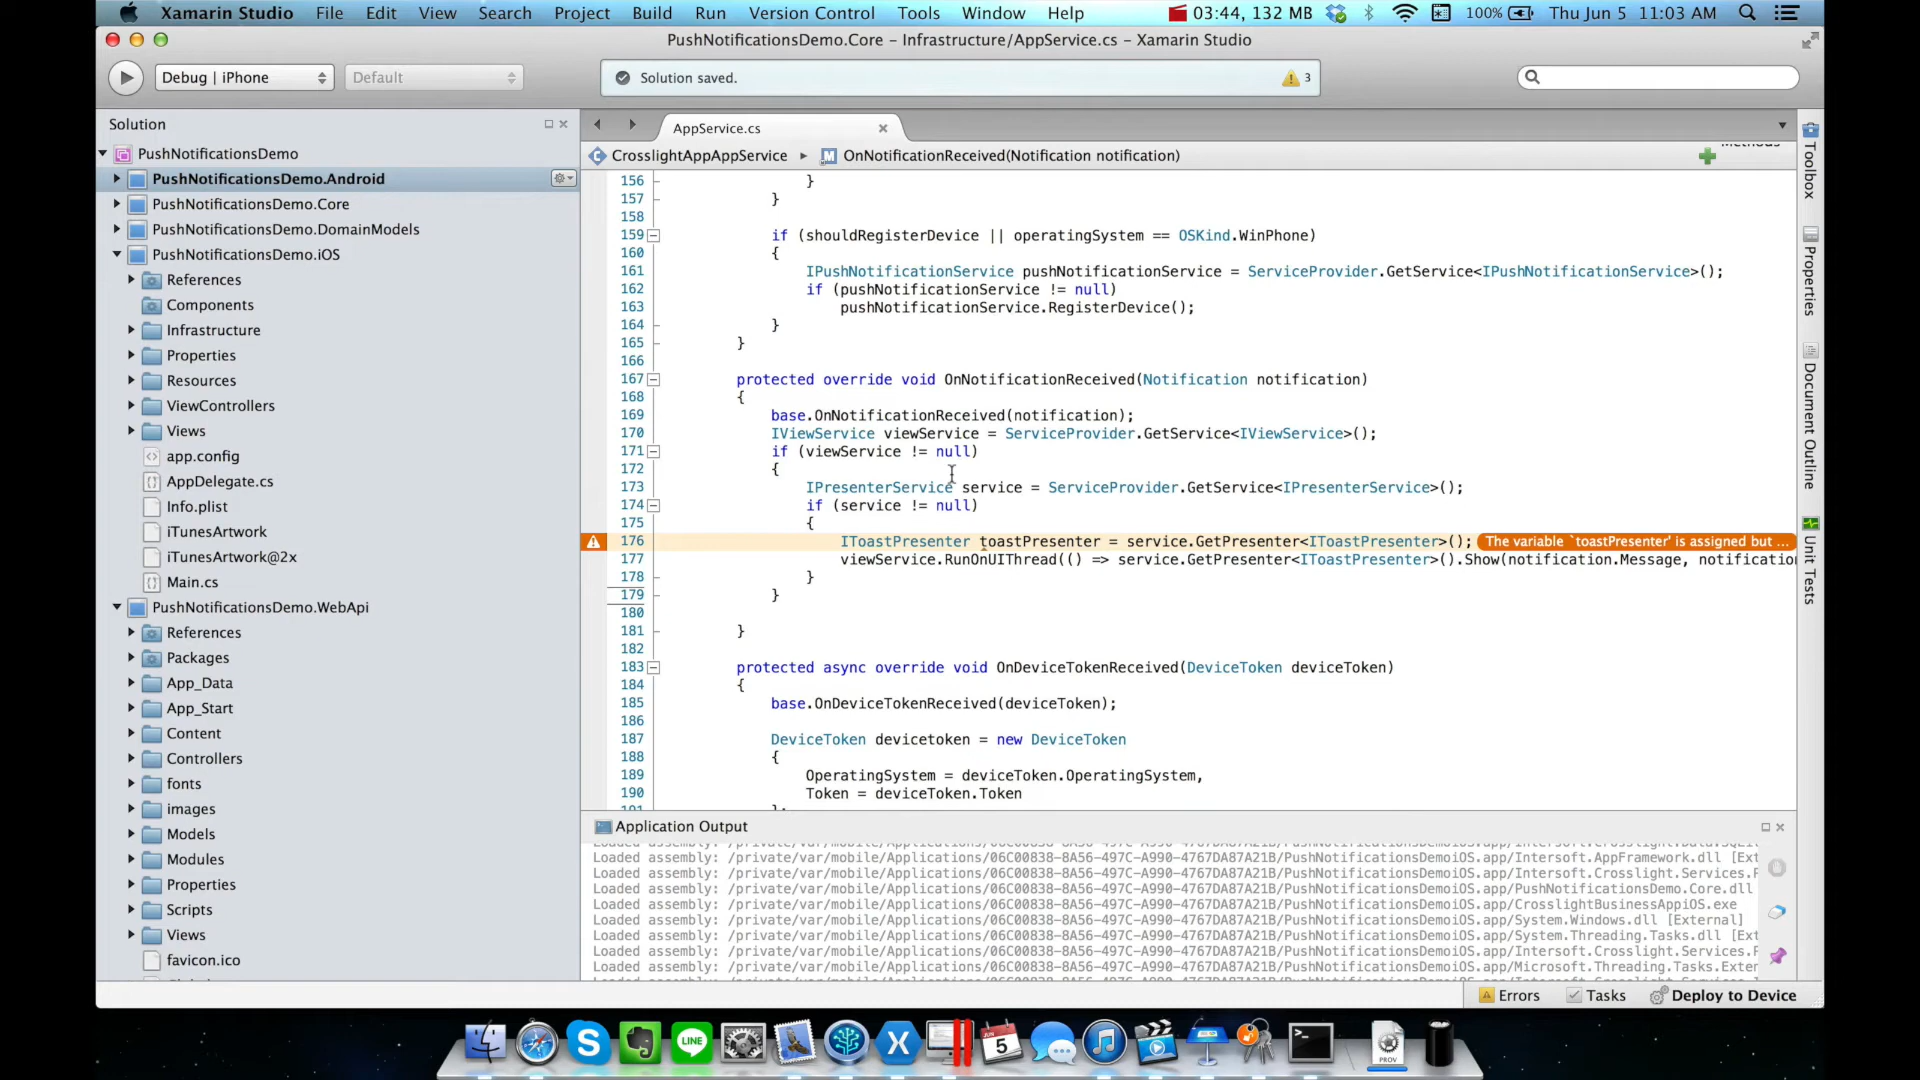 Xamarin Studio File Edit View Search Project Build Run Version Control Tools Window Help 03:44, 132 MB 100% Thu Jun 5 11:03 AM
PushNotificationsDemo.Core – Infrastructure/AppService.cs – Xamarin Studio
Debug | iPhone Default Solution saved. 3
Solution
PushNotificationsDemo
PushNotificationsDemo.Android
PushNotificationsDemo.Core
PushNotificationsDemo.DomainModels
PushNotificationsDemo.iOS
References
Components
Infrastructure
Properties
Resources
ViewControllers
Views
app.config
AppDelegate.cs
Info.plist
iTunesArtwork
iTunesArtwork@2x
Main.cs
PushNotificationsDemo.WebApi
References
Packages
App_Data
App_Start
Content
Controllers
fonts
images
Models
Modules
Properties
Scripts
Views
favicon.ico
AppService.cs
CrosslightAppAppService OnNotificationReceived(Notification notification)
156 }
157 }
158
159 if (shouldRegisterDevice || operatingSystem == OSKind.WinPhone)
160 {
161 IPushNotificationService pushNotificationService = ServiceProvider.GetService<IPushNotificationService>();
162 if (pushNotificationService != null)
163 pushNotificationService.RegisterDevice();
164 }
165 }
166
167 protected override void OnNotificationReceived(Notification notification)
168 {
169 base.OnNotificationReceived(notification);
170 IViewService viewService = ServiceProvider.GetService<IViewService>();
171 if (viewService != null)
172 {
173 IPresenterService service = ServiceProvider.GetService<IPresenterService>();
174 if (service != null)
175 {
176 IToastPresenter toastPresenter = service.GetPresenter<IToastPresenter>(); The variable `toastPresenter' is assigned but ...
177 viewService.RunOnUIThread(() => service.GetPresenter<IToastPresenter>().Show(notification.Message, notification
178 }
179 }
180
181 }
182
183 protected async override void OnDeviceTokenReceived(DeviceToken deviceToken)
184 {
185 base.OnDeviceTokenReceived(deviceToken);
186
187 DeviceToken devicetoken = new DeviceToken
188 {
189 OperatingSystem = deviceToken.OperatingSystem,
190 Token = deviceToken.Token
Toolbox
Properties
Document Outline
Unit Tests
Application Output
Loaded assembly: /private/var/mobile/Applications/06C00838-8A56-497C-A990-4767DA87A21B/PushNotificationsDemoiOS.app/Intersoft.AppFramework.dll [Ext
Loaded assembly: /private/var/mobile/Applications/06C00838-8A56-497C-A990-4767DA87A21B/PushNotificationsDemoiOS.app/Intersoft.Crosslight.Services.
Loaded assembly: /private/var/mobile/Applications/06C00838-8A56-497C-A990-4767DA87A21B/PushNotificationsDemoiOS.app/PushNotificationsDemo.Core.dll
Loaded assembly: /private/var/mobile/Applications/06C00838-8A56-497C-A990-4767DA87A21B/PushNotificationsDemoiOS.app/CrosslightBusinessAppiOS.exe
Loaded assembly: /private/var/mobile/Applications/06C00838-8A56-497C-A990-4767DA87A21B/PushNotificationsDemoiOS.app/System.Windows.dll [External]
Loaded assembly: /private/var/mobile/Applications/06C00838-8A56-497C-A990-4767DA87A21B/PushNotificationsDemoiOS.app/System.Threading.Tasks.dll [Ext
Loaded assembly: /private/var/mobile/Applications/06C00838-8A56-497C-A990-4767DA87A21B/PushNotificationsDemoiOS.app/Intersoft.Crosslight.Services.
Loaded assembly: /private/var/mobile/Applications/06C00838-8A56-497C-A990-4767DA87A21B/PushNotificationsDemoiOS.app/Microsoft.Threading.Tasks.Exter
Errors Tasks Deploy to Device
LINE
JUN 5
PROV